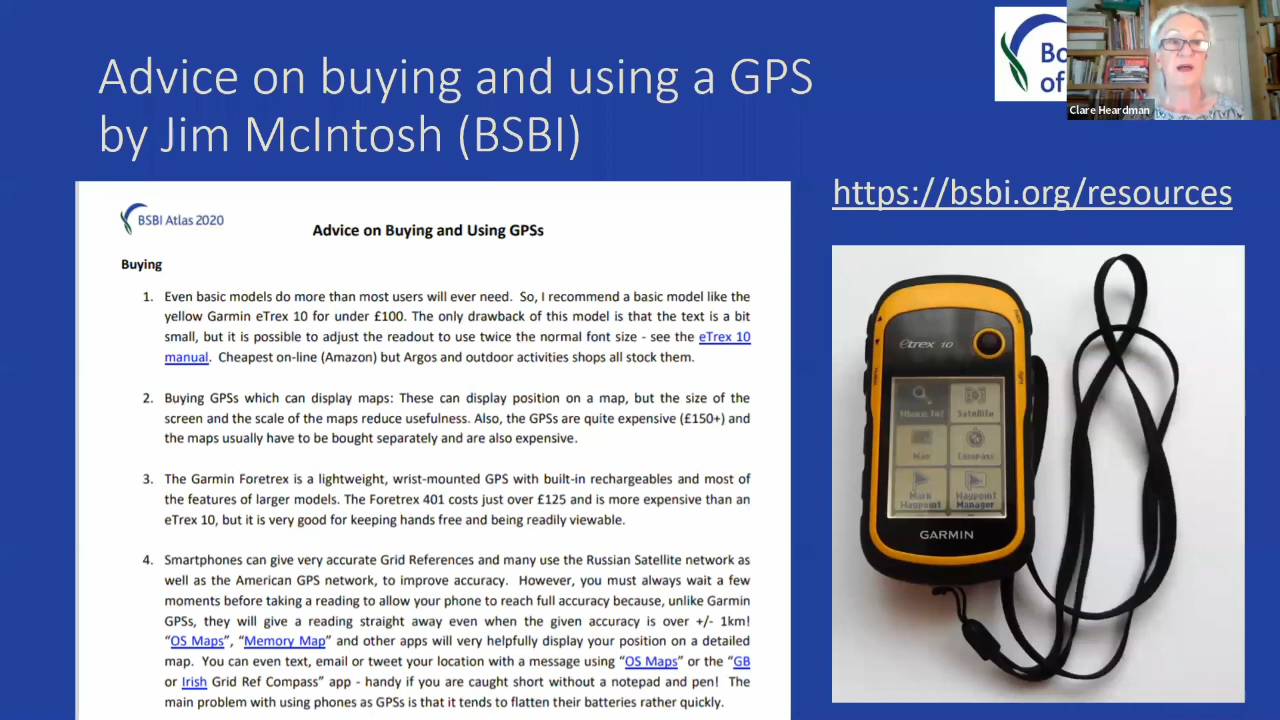 Advice on buying and using a GPS
by Jim McIntosh (BSBI)
Bo
of
Clare Heardman
https://bsbi.org/resources
BSBI Atlas 2020
Advice on Buying and Using GPSs
Buying
1. Even basic models do more than most users will ever need. So, I recommend a basic model like the
yellow Garmin eTrex 10 for under £100. The only drawback of this model is that the text is a bit
small, but it is possible to adjust the readout to use twice the normal font size - see the eTrex 10
manual. Cheapest on-line (Amazon) but Argos and outdoor activities shops all stock them.
2. Buying GPSs which can display maps: These can display position on a map, but the size of the
screen and the scale of the maps reduce usefulness. Also, the GPSs are quite expensive (£150+) and
the maps usually have to be bought separately and are also expensive.
3. The Garmin Foretrex is a lightweight, wrist-mounted GPS with built-in rechargeables and most of
the features of larger models. The Foretrex 401 costs just over £125 and is more expensive than an
eTrex 10, but it is very good for keeping hands free and being readily viewable.
4. Smartphones can give very accurate Grid References and many use the Russian Satellite network as
well as the American GPS network, to improve accuracy. However, you must always wait a few
moments before taking a reading to allow your phone to reach full accuracy because, unlike Garmin
GPSs, they will give a reading straight away even when the given accuracy is over +/- 1km!
"OS Maps", "Memory Map" and other apps will very helpfully display your position on a detailed
map. You can even text, email or tweet your location with a message using "OS Maps" or the "GB
or Irish Grid Ref Compass" app - handy if you are caught short without a notepad and pen! The
main problem with using phones as GPSs is that it tends to flatten their batteries rather quickly.
etrex 10
Where To?
Satellite
Map
Compass
Mark
Waypoint
Waypoint
Manager
GARMIN